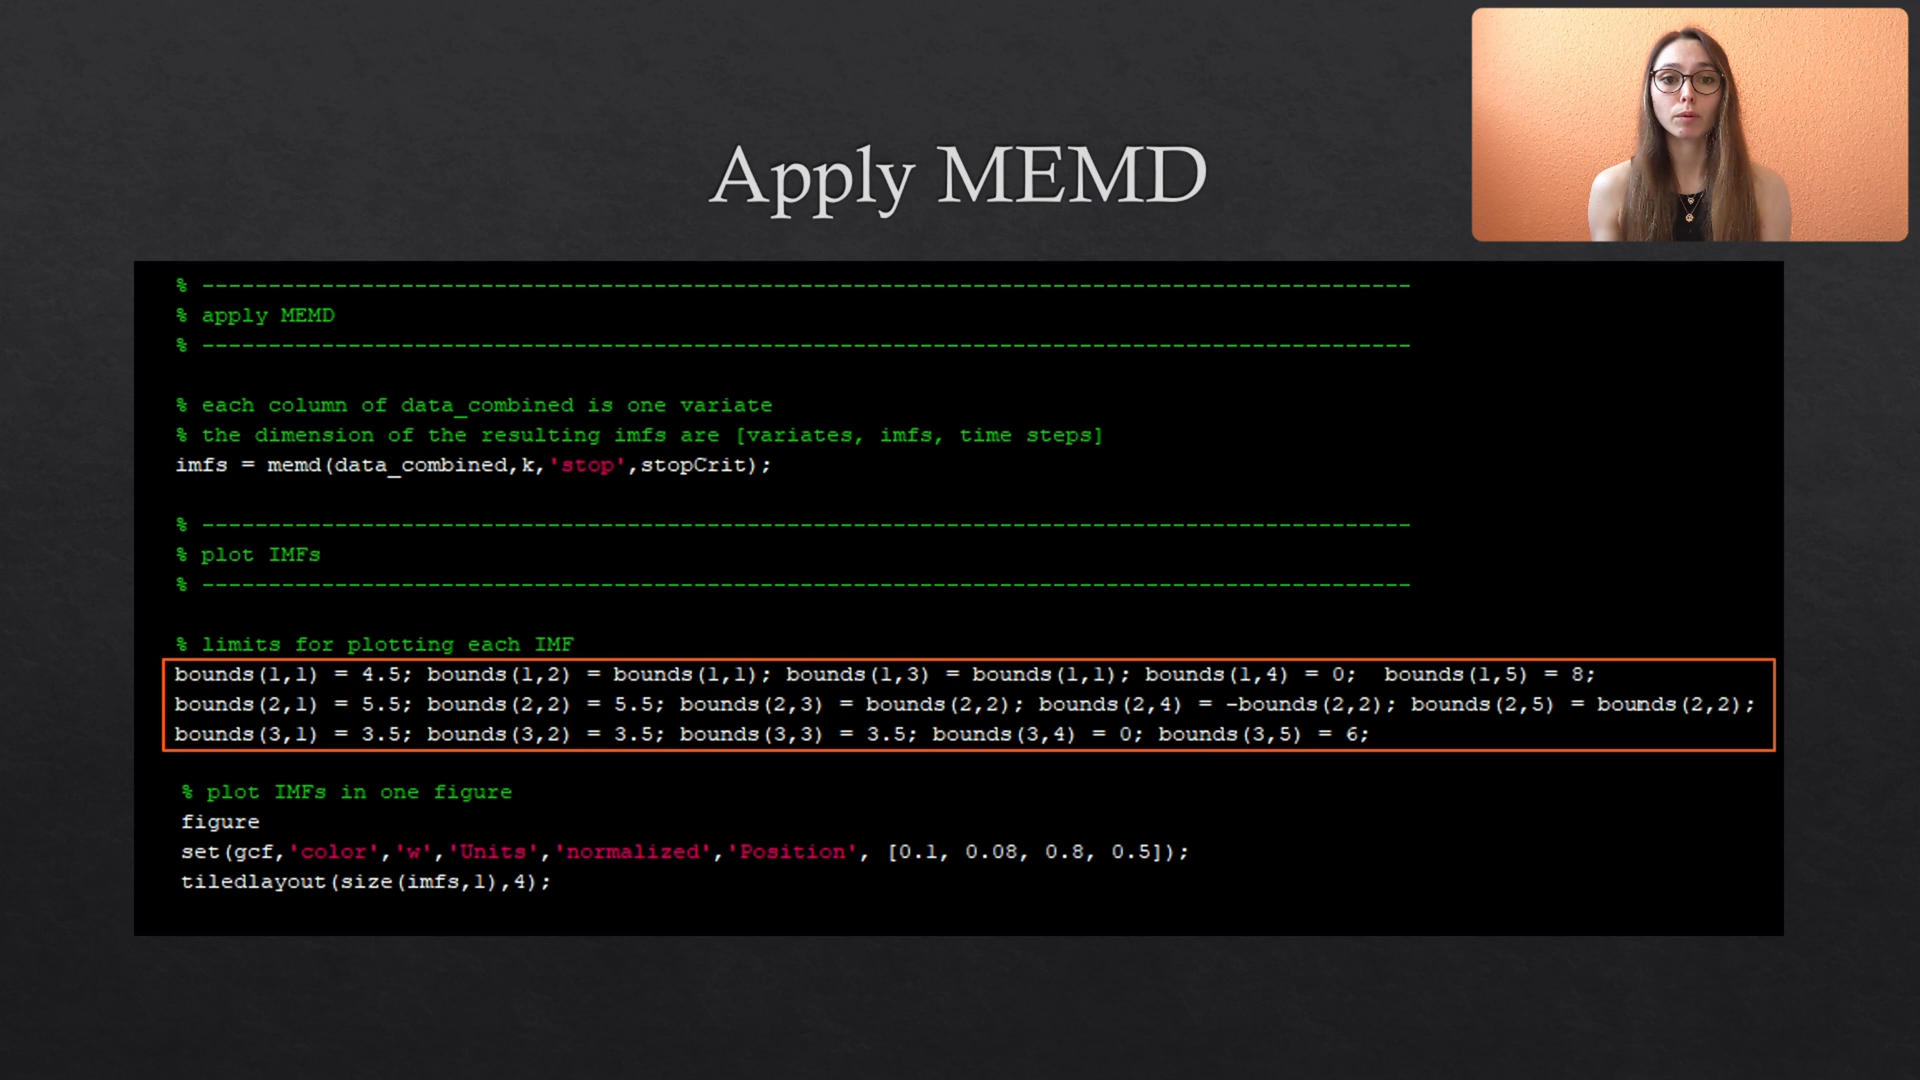 Apply MEMD
% -------------------------------------------------------------------------------------------
% apply MEMD
% -------------------------------------------------------------------------------------------
% each column of data_combined is one variate
% the dimension of the resulting imfs are [variates, imfs, time steps]
imfs = memd(data_combined,k,'stop',stopCrit);
% -------------------------------------------------------------------------------------------
% plot IMFs
% -------------------------------------------------------------------------------------------
% limits for plotting each IMF
bounds(1,1) = 4.5; bounds(1,2) = bounds(1,1); bounds(1,3) = bounds(1,1); bounds(1,4) = 0;  bounds(1,5) = 8;
bounds(2,1) = 5.5; bounds(2,2) = 5.5; bounds(2,3) = bounds(2,2); bounds(2,4) = -bounds(2,2); bounds(2,5) = bounds(2,2);
bounds(3,1) = 3.5; bounds(3,2) = 3.5; bounds(3,3) = 3.5; bounds(3,4) = 0; bounds(3,5) = 6;
% plot IMFs in one figure
figure
set(gcf,'color','w','Units','normalized','Position', [0.1, 0.08, 0.8, 0.5]);
tiledlayout(size(imfs,1),4);